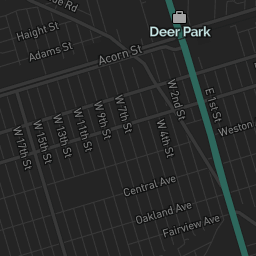 Rd
Haight St
Deer Park
Adams St
Acorn St
W 2nd St
E 1st St
W 7th St
W 9th St
W 11th St
W 13th St
W 15th St
W 17th St
W 4th St
Weston
Central Ave
Oakland Ave
Fairview Ave